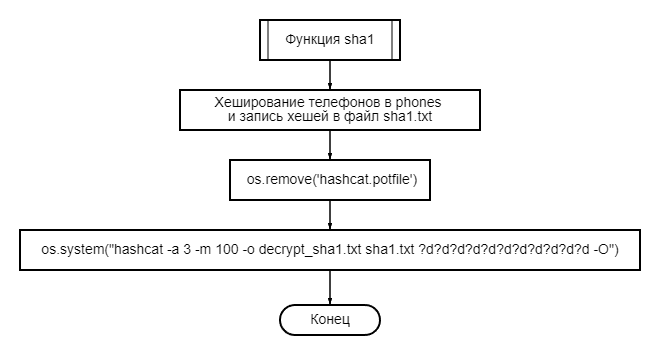 Функция sha1
Хеширование телефонов в phones
и запись хешей в файл sha1.txt
os.remove('hashcat.potfile')
os.system("hashcat -a 3 -m 100 -o decrypt_sha1.txt sha1.txt ?d?d?d?d?d?d?d?d?d?d?d -O")
Конец